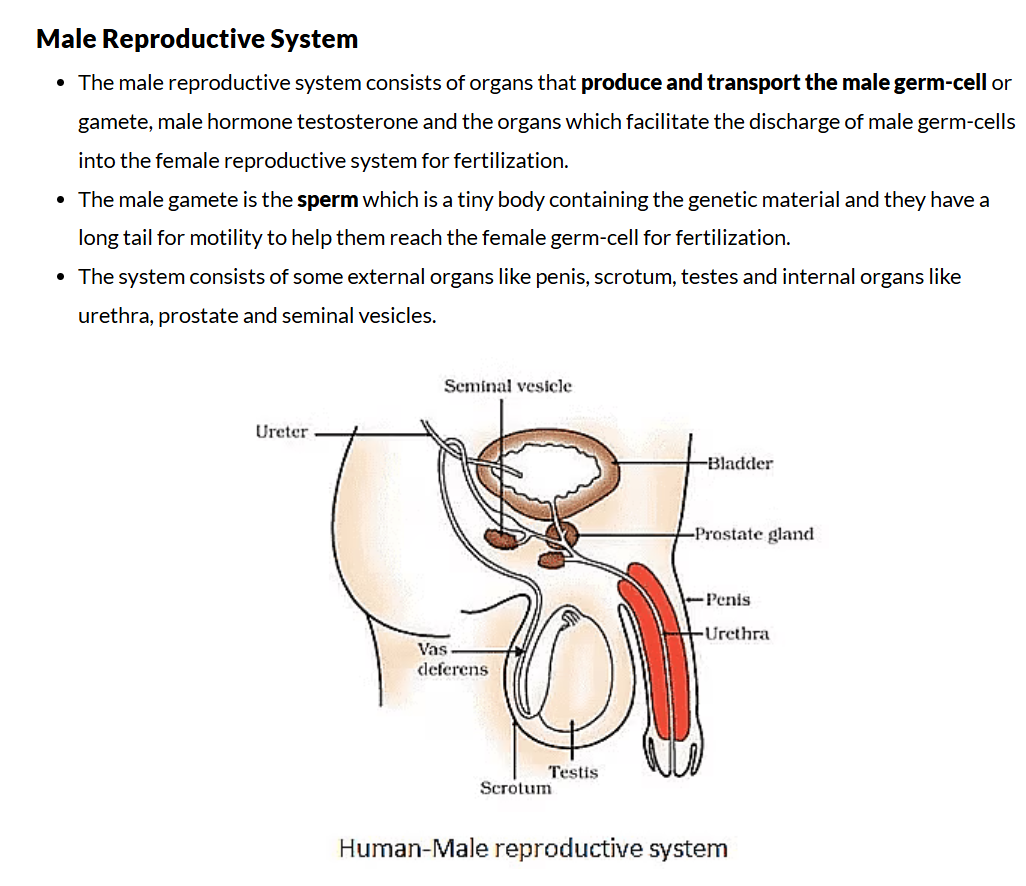 Male Reproductive System
• The male reproductive system consists of organs that produce and transport the male germ-cell or
gamete, male hormone testosterone and the organs which facilitate the discharge of male germ-cells
into the female reproductive system for fertilization.
• The male gamete is the sperm which is a tiny body containing the genetic material and they have a
long tail for motility to help them reach the female germ-cell for fertilization.
• The system consists of some external organs like penis, scrotum, testes and internal organs like
urethra, prostate and seminal vesicles.
Seminal vesicle
Ureter
Bladder
Prostate gland
Penis
Urethra
Vas
deferens
Testis
Scrotum
Human-Male reproductive system